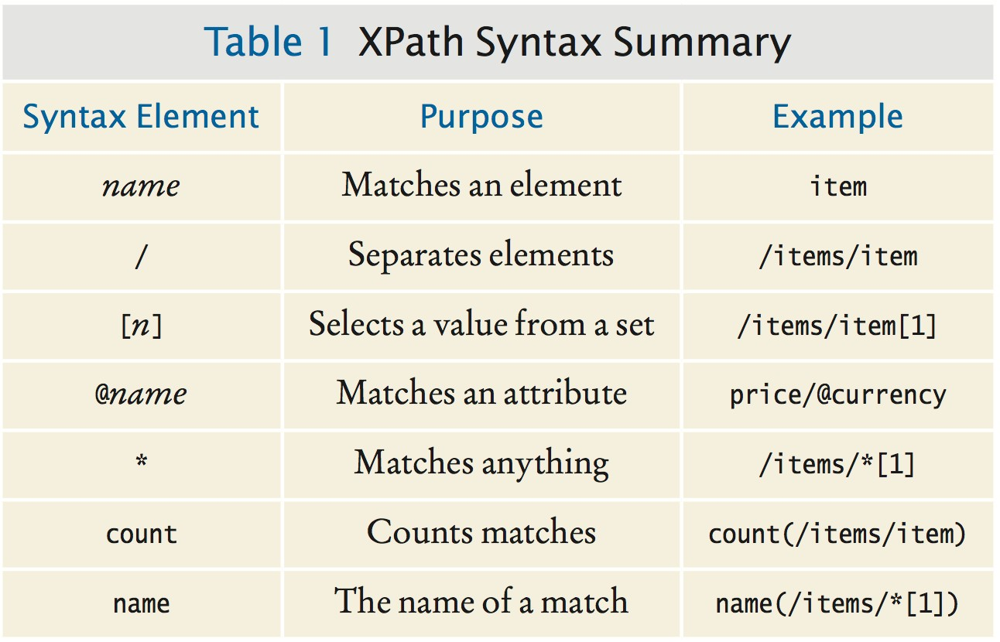 Table 1 XPath Syntax Summary
Syntax Element Purpose Example
name Matches an element item
/ Separates elements /items/item
[n] Selects a value from a set /items/item[1]
@name Matches an attribute price/@currency
* Matches anything /items/*[1]
count Counts matches count(/items/item)
name The name of a match name(/items/*[1])